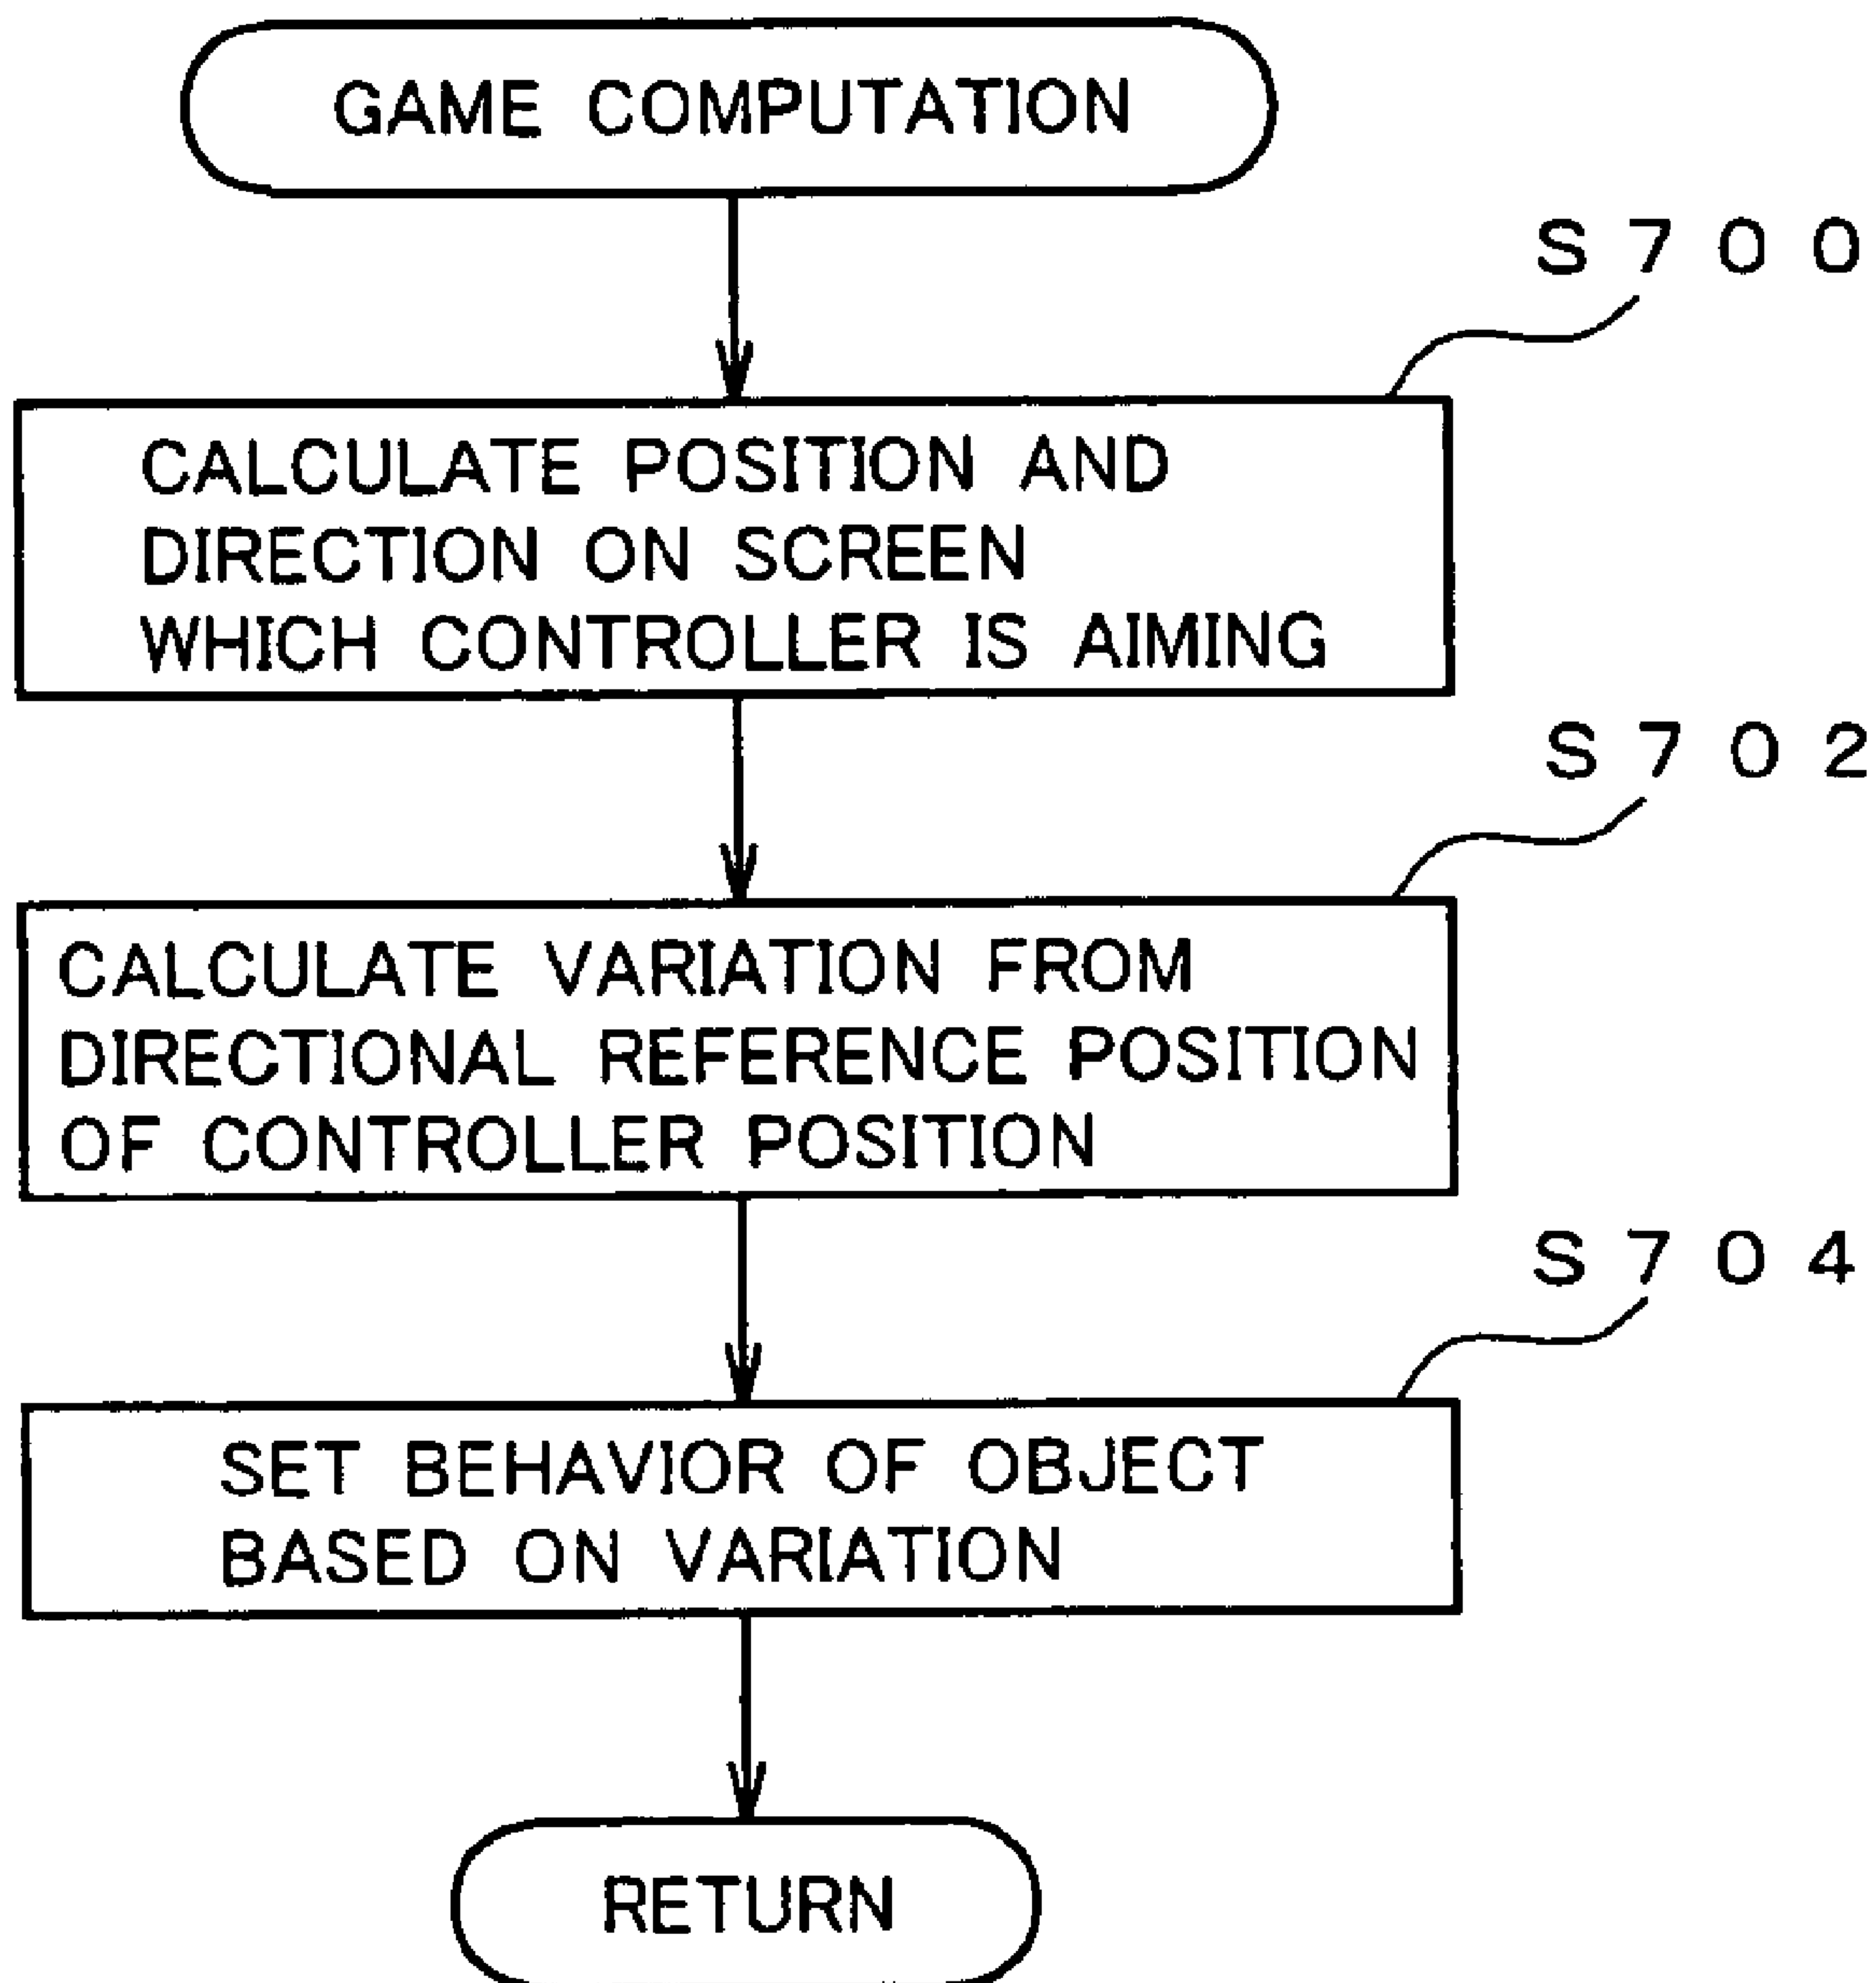 GAME COMPUTATION
S700
CALCULATE POSITION AND
DIRECTION ON SCREEN
WHICH CONTROLLER IS AIMING
S702
CALCULATE VARIATION FROM
DIRECTIONAL REFERENCE POSITION
OF CONTROLLER POSITION
S704
SET BEHAVIOR OF OBJECT
BASED ON VARIATION
RETURN